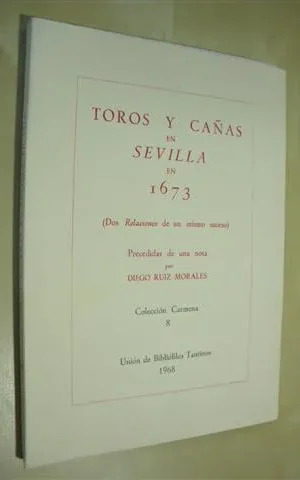 TOROS Y CAÑAS
EN
SEVILLA
EN
1673
(Dos Relaciones de un mismo suceso)
Precedidas de una nota
por
DIEGO RUIZ MORALES
Colección Carmena
8
Unión de Bibliófilos Taurinos
1968